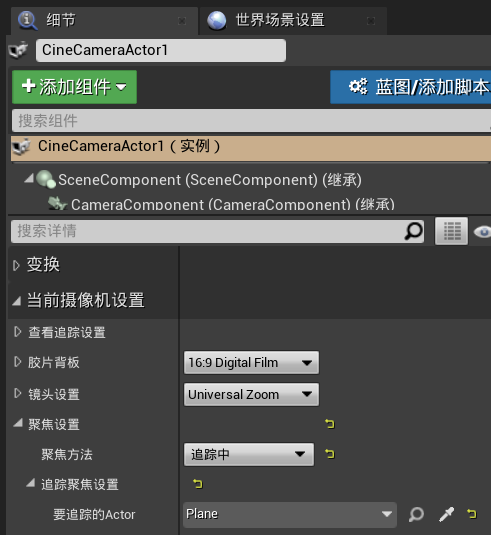 细节
世界场景设置
CineCameraActor1
添加组件
蓝图/添加脚本
搜索组件
CineCameraActor1（实例）
SceneComponent (SceneComponent) (继承)
CameraComponent (CameraComponent) (继承)
搜索详情
变换
当前摄像机设置
查看追踪设置
胶片背板 16:9 Digital Film
镜头设置 Universal Zoom
聚焦设置
聚焦方法 追踪中
追踪聚焦设置
要追踪的Actor Plane